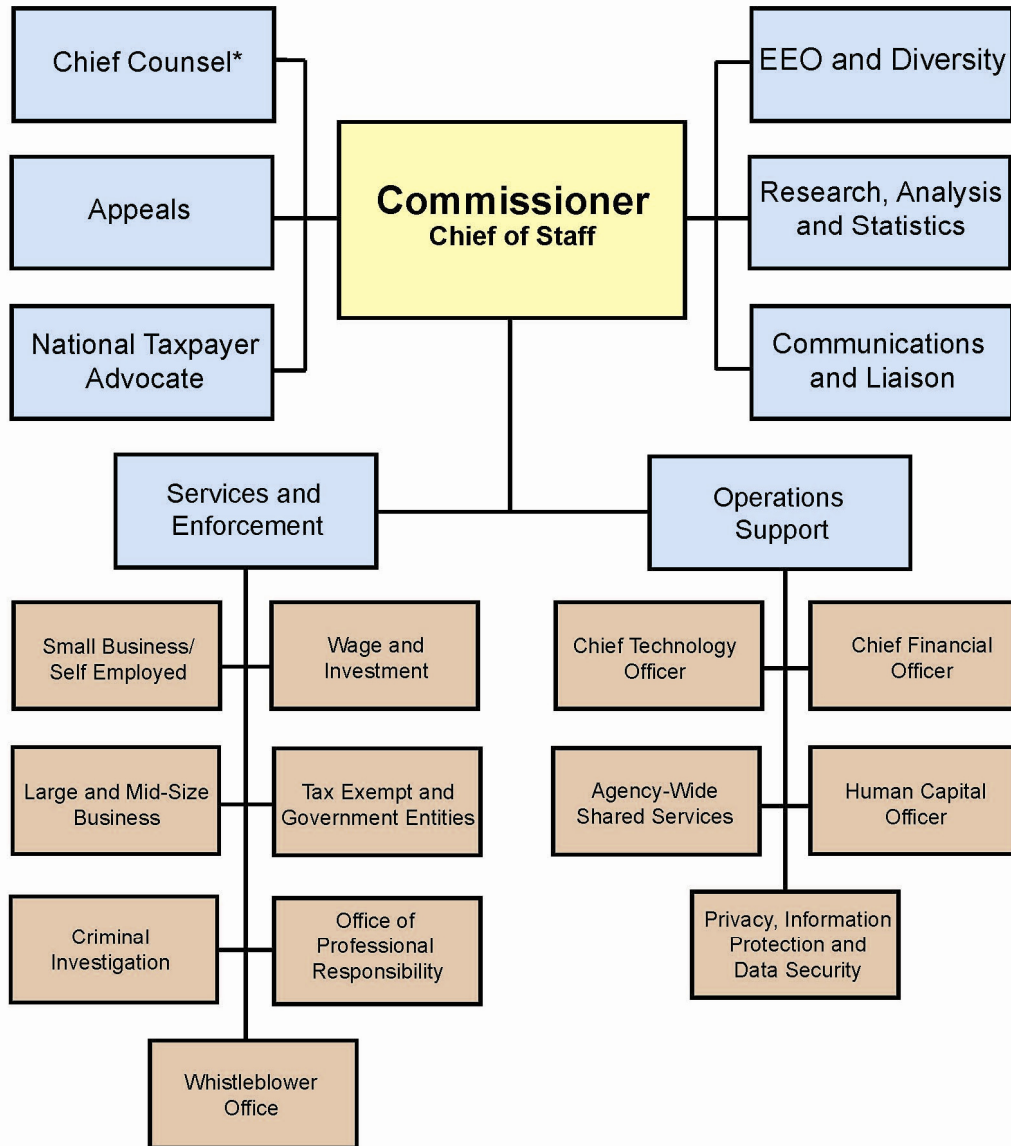 Chief Counsel*
EEO and Diversity
Commissioner
Chief of Staff
Appeals
Research, Analysis
and Statistics
National Taxpayer
Advocate
Communications
and Liaison
Services and
Enforcement
Operations
Support
Small Business/
Self Employed
Wage and
Investment
Chief Technology
Officer
Chief Financial
Officer
Large and Mid-Size
Business
Tax Exempt and
Government Entities
Agency-Wide
Shared Services
Human Capital
Officer
Criminal
Investigation
Office of
Professional
Responsibility
Privacy, Information
Protection and
Data Security
Whistleblower
Office